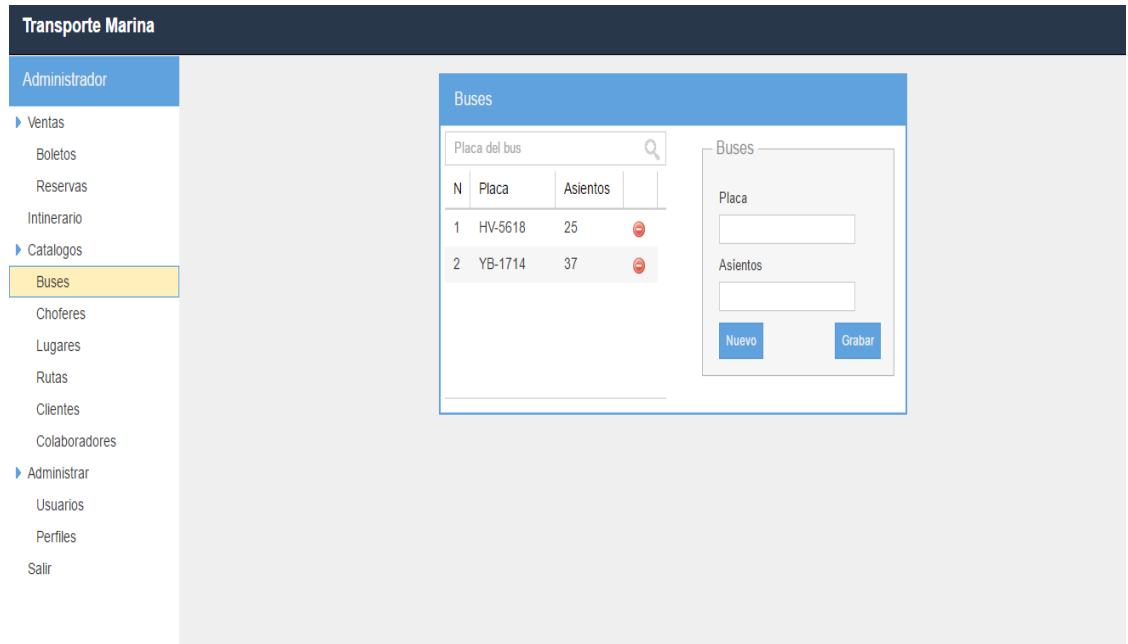 Transporte Marina
Administrador
Ventas
Boletos
Reservas
Intinerario
Catalogos
Buses
Choferes
Lugares
Rutas
Clientes
Colaboradores
Administrar
Usuarios
Perfiles
Salir
Buses
Placa del bus
N Placa Asientos
1 HV-5618 25
2 YB-1714 37
Buses
Placa
Asientos
Nuevo Grabar